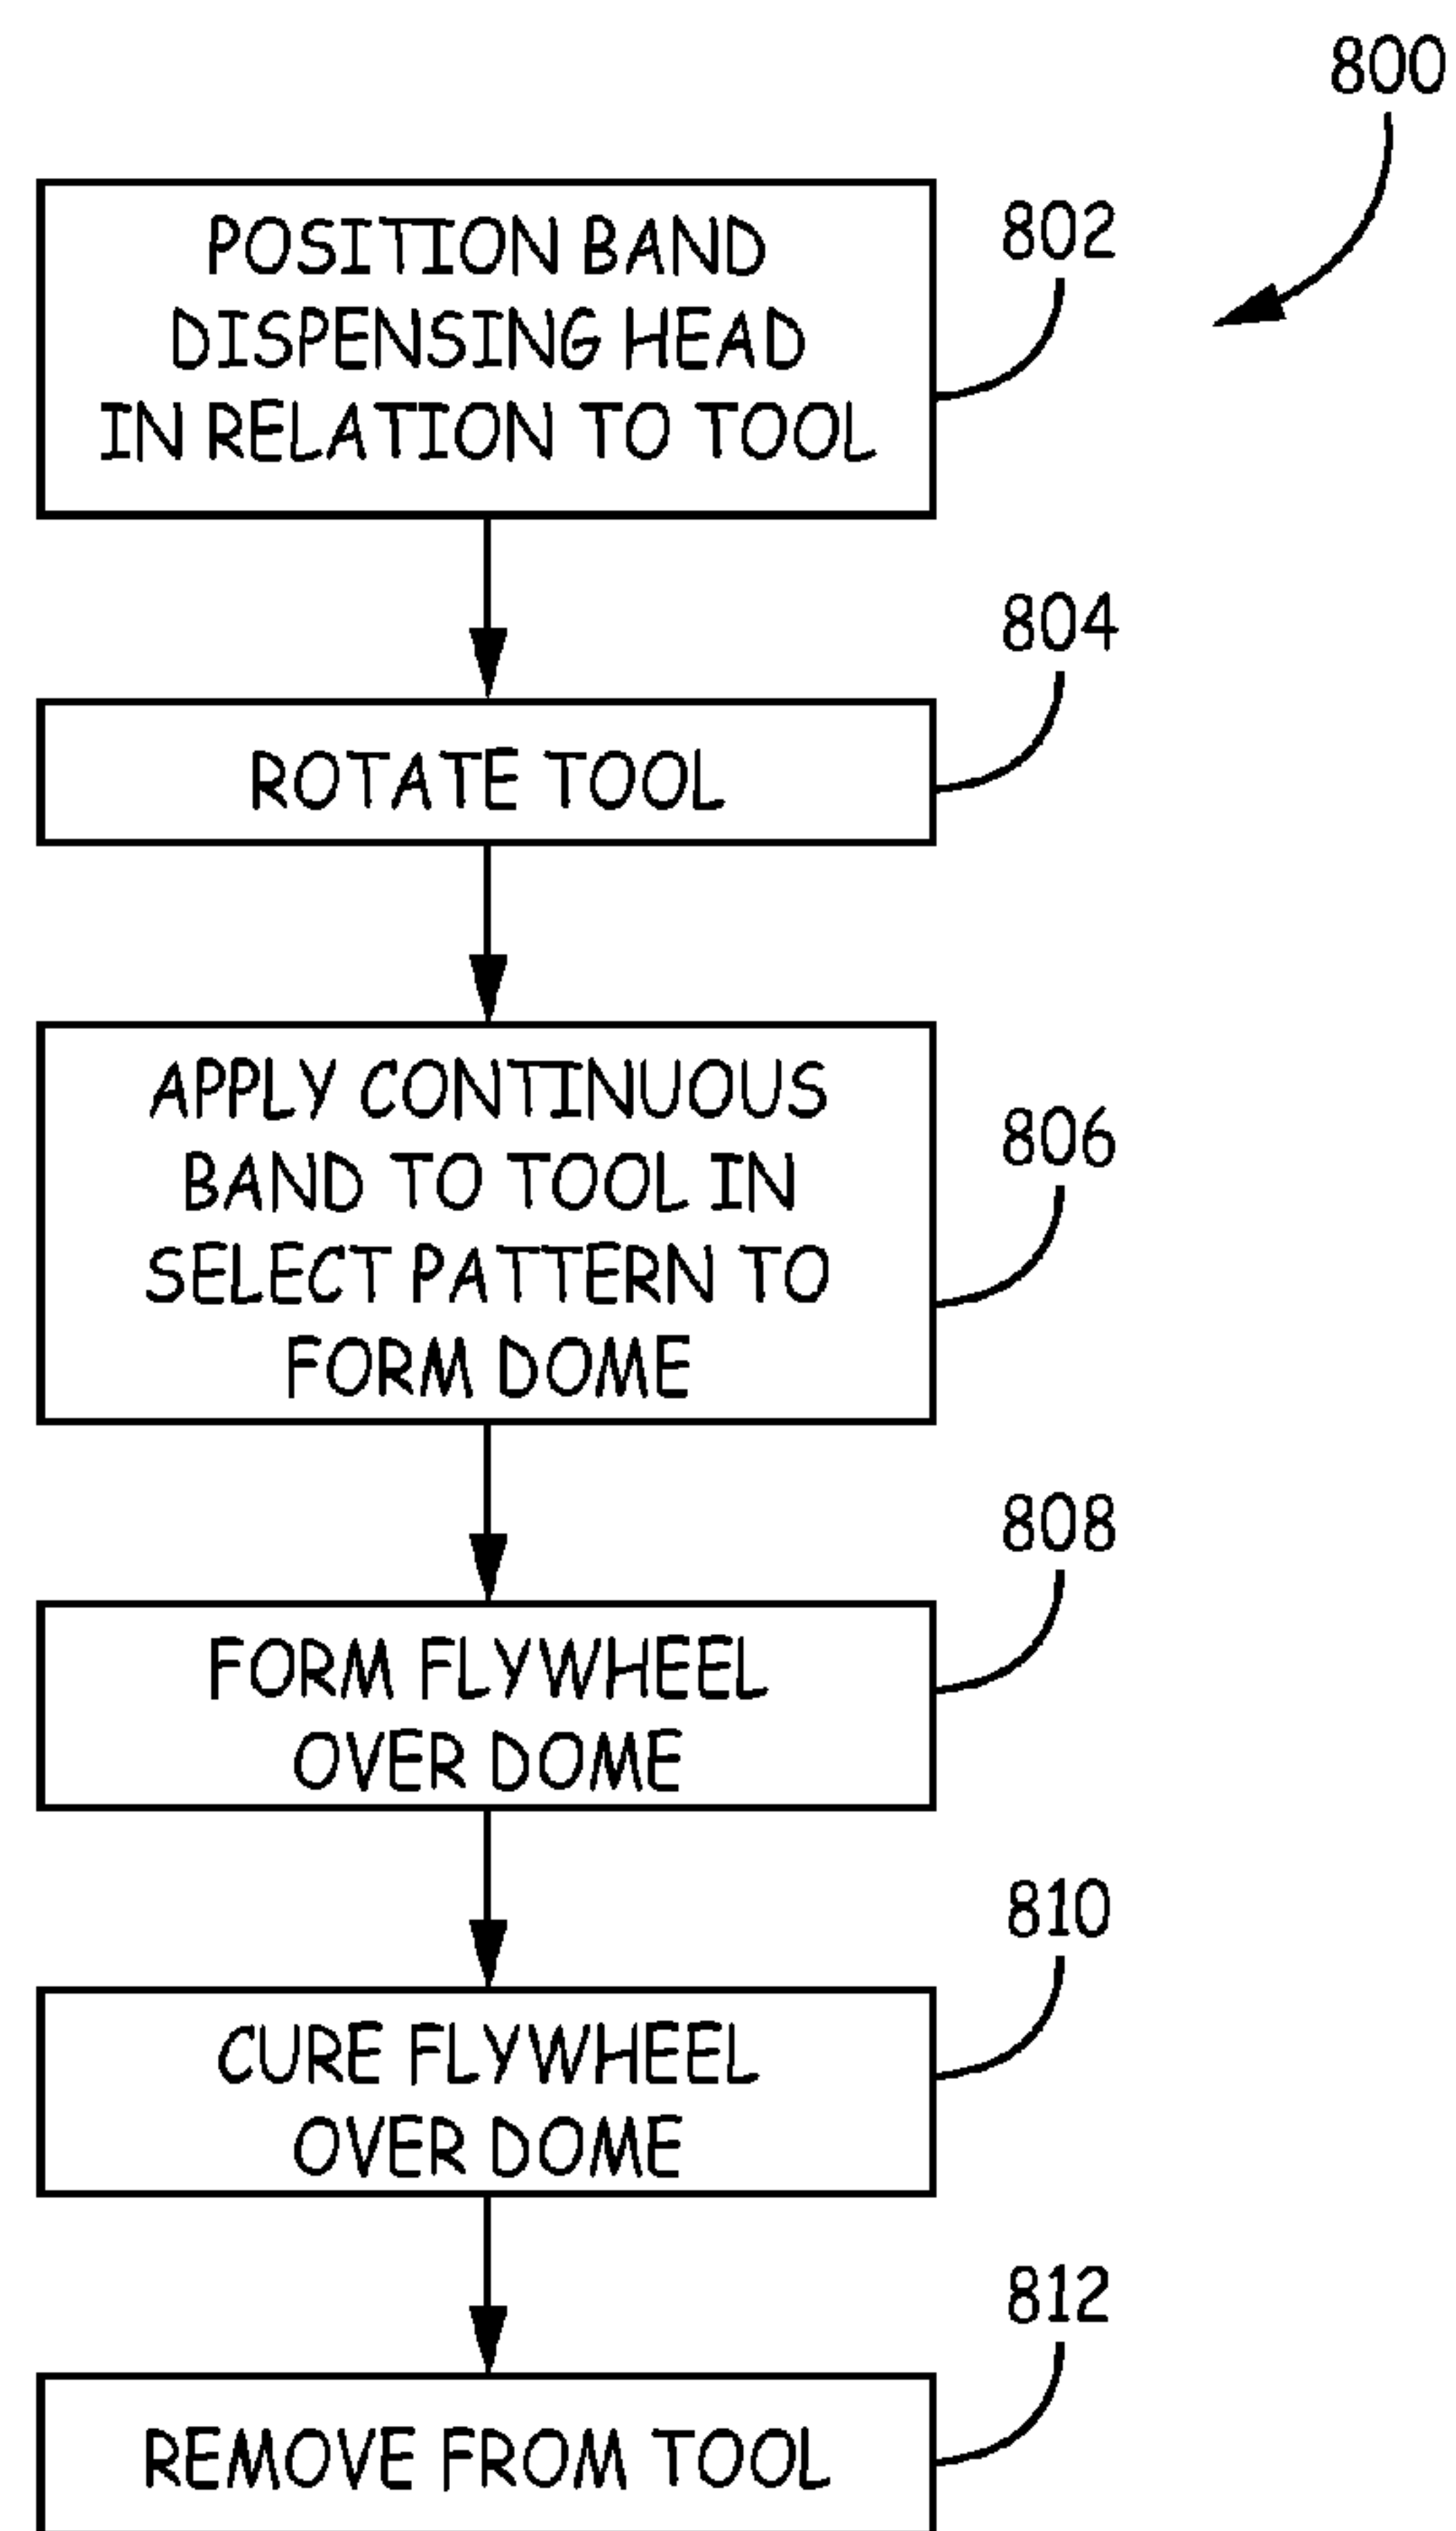 800
POSITION BAND
DISPENSING HEAD
IN RELATION TO TOOL
802
ROTATE TOOL
804
APPLY CONTINUOUS
BAND TO TOOL IN
SELECT PATTERN TO
FORM DOME
806
FORM FLYWHEEL
OVER DOME
808
CURE FLYWHEEL
OVER DOME
810
REMOVE FROM TOOL
812